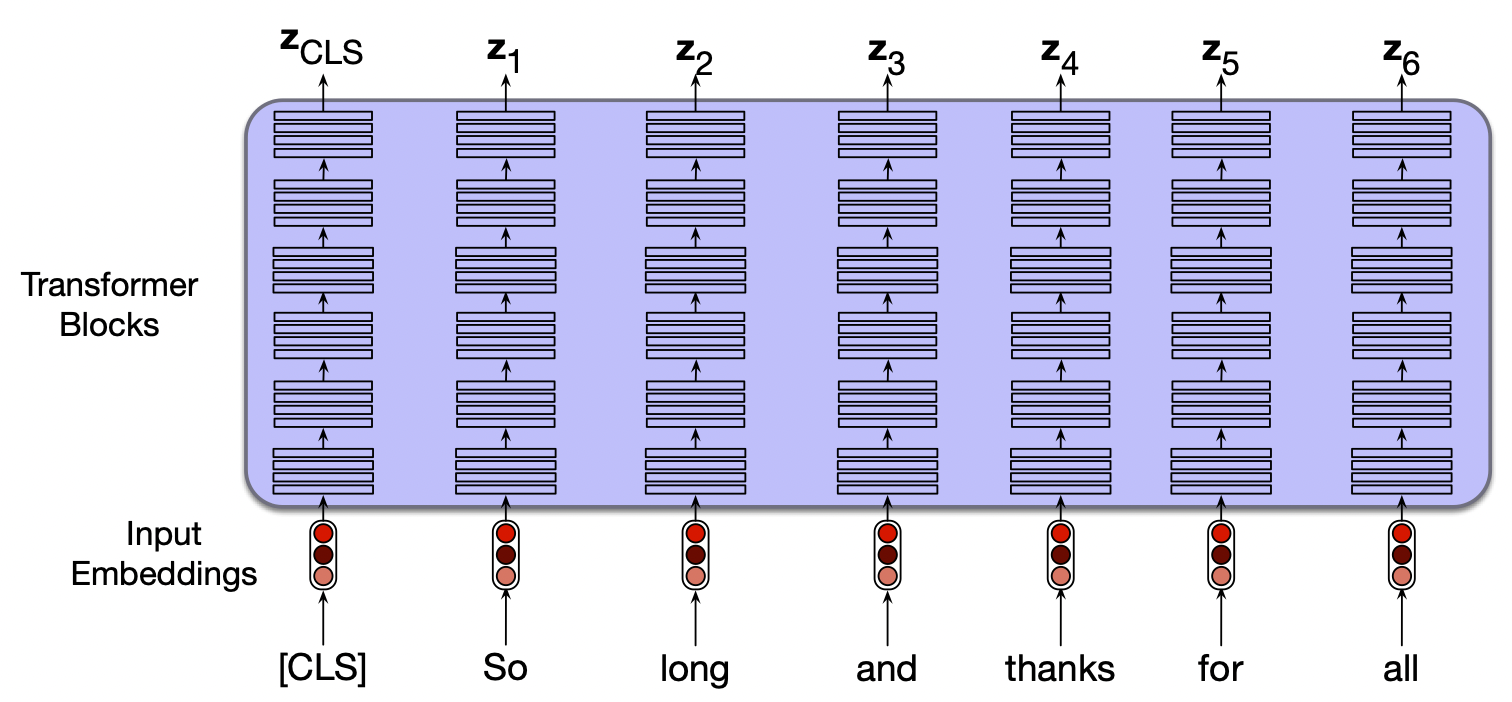 zCLS z1 z2 z3 z4 z5 z6
Transformer
Blocks
Input
Embeddings
[CLS] So long and thanks for all